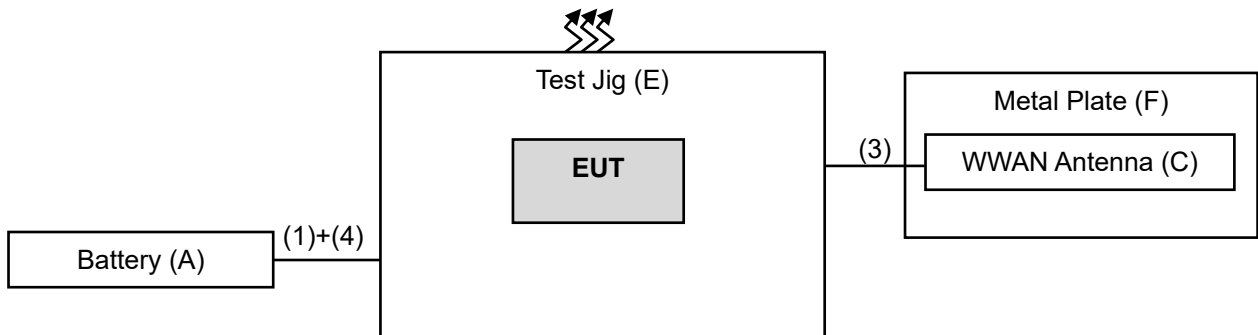 Test Jig (E)
EUT
Metal Plate (F)
(3)
WWAN Antenna (C)
(1)+(4)
Battery (A)